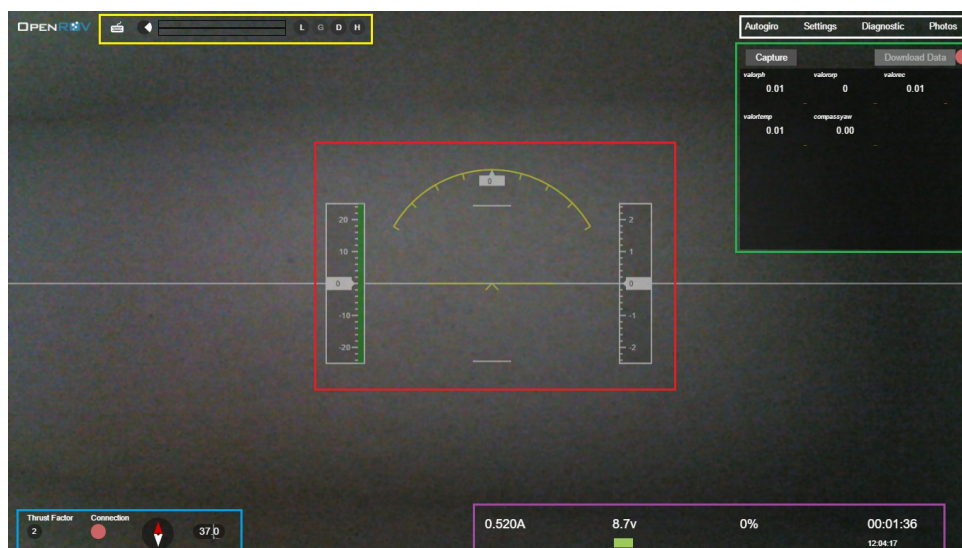 OPENROV
L G D H
Autogiro Settings Diagnostic Photos
Capture Download Data
valorph valororp valorec
0.01 0 0.01
valortemp compassyaw
0.01 0.00
0
20 2
10 1
0 0
-10 -1
-20 -2
Thrust Factor Connection
2 37.0
0.520A 8.7v 0% 00:01:36
12:04:17